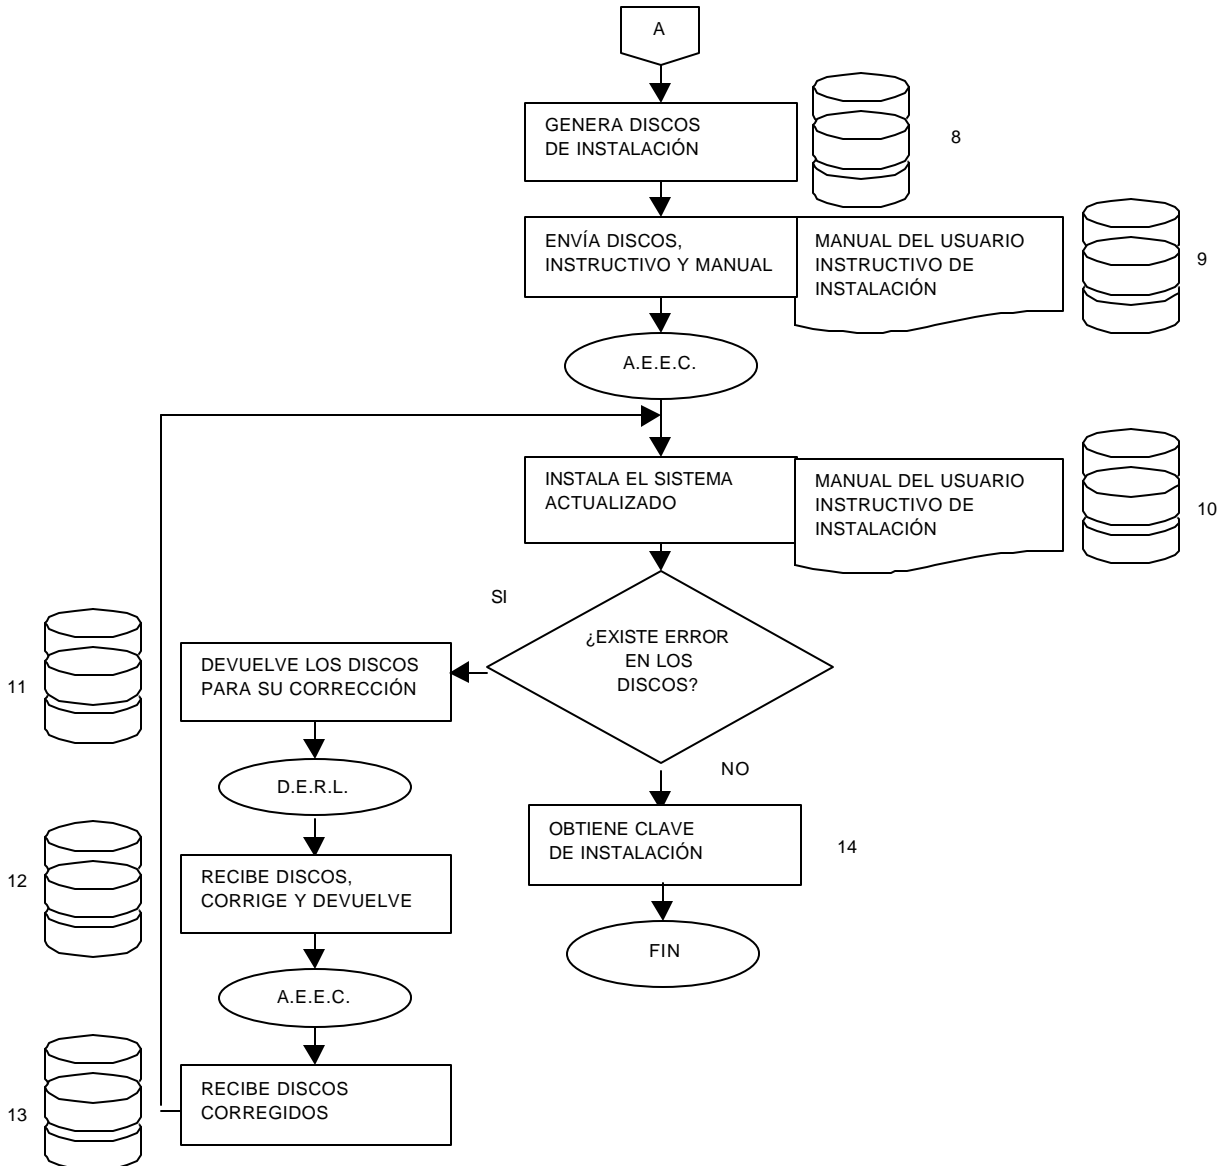 A
GENERA DISCOS
DE INSTALACIÓN
8
ENVÍA DISCOS,
INSTRUCTIVO Y MANUAL
MANUAL DEL USUARIO
INSTRUCTIVO DE
INSTALACIÓN
9
A.E.E.C.
INSTALA EL SISTEMA
ACTUALIZADO
MANUAL DEL USUARIO
INSTRUCTIVO DE
INSTALACIÓN
10
¿EXISTE ERROR
EN LOS
DISCOS?
SI
DEVUELVE LOS DISCOS
PARA SU CORRECCIÓN
11
D.E.R.L.
RECIBE DISCOS,
CORRIGE Y DEVUELVE
12
A.E.E.C.
RECIBE DISCOS
CORREGIDOS
13
NO
OBTIENE CLAVE
DE INSTALACIÓN
14
FIN